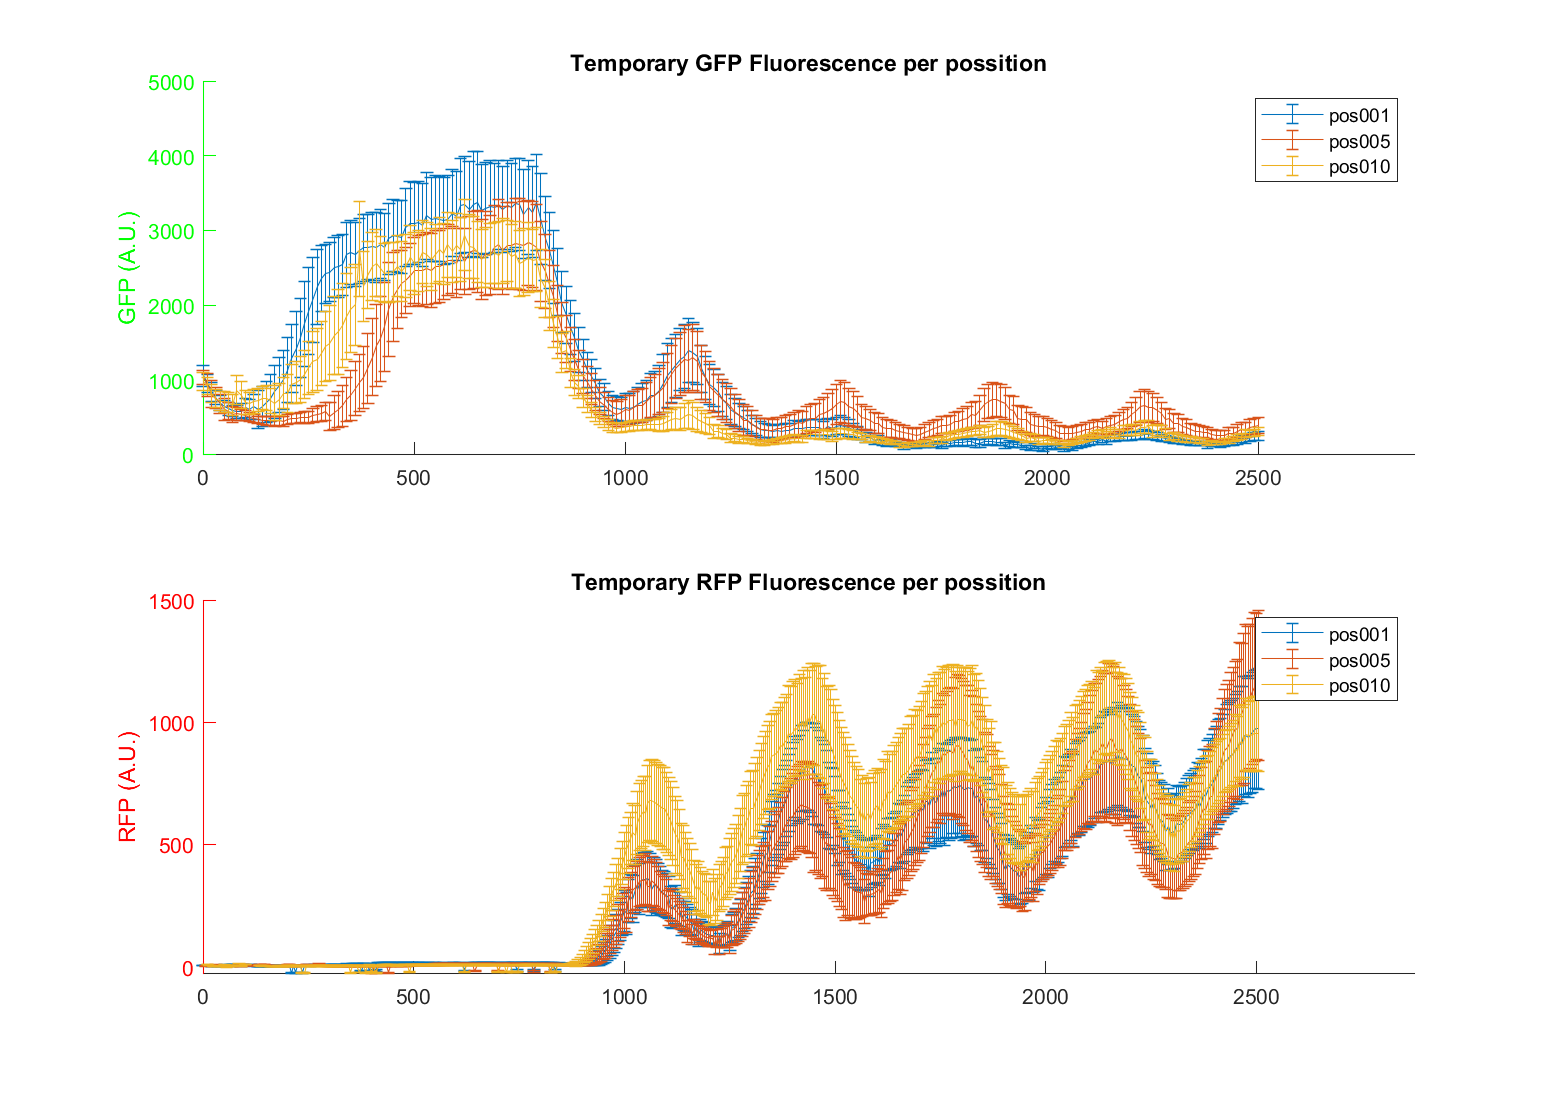 Temporary GFP Fluorescence per possition
5000
4000
3000
2000
1000
0
GFP (A.U.)
pos001
pos005
pos010
0 500 1000 1500 2000 2500
Temporary RFP Fluorescence per possition
1500
1000
500
0
RFP (A.U.)
pos001
pos005
pos010
0 500 1000 1500 2000 2500